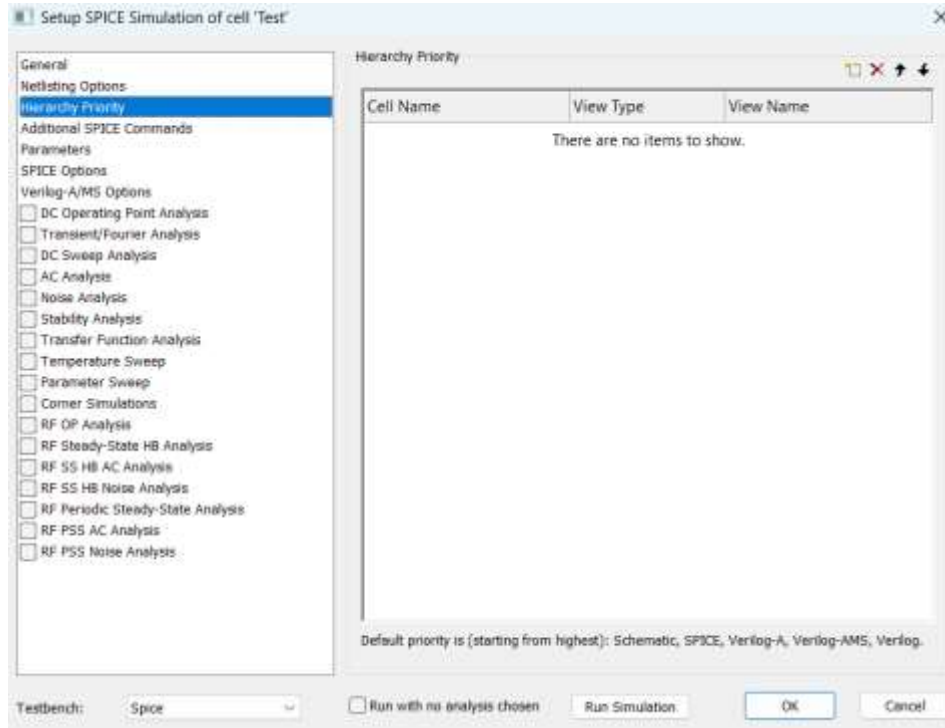 Setup SPICE Simulation of cell 'Test'
General
Netlisting Options
Hierarchy Priority
Additional SPICE Commands
Parameters
SPICE Options
Verilog-A/MS Options
DC Operating Point Analysis
Transient/Fourier Analysis
DC Sweep Analysis
AC Analysis
Noise Analysis
Stability Analysis
Transfer Function Analysis
Temperature Sweep
Parameter Sweep
Corner Simulations
RF OP Analysis
RF Steady-State HB Analysis
RF SS HB AC Analysis
RF SS HB Noise Analysis
RF Periodic Steady-State Analysis
RF PSS AC Analysis
RF PSS Noise Analysis
Hierarchy Priority
Cell Name View Type View Name
There are no items to show.
Default priority is (starting from highest): Schematic, SPICE, Verilog-A, Verilog-AMS, Verilog.
Testbench: Spice Run with no analysis chosen Run Simulation OK Cancel